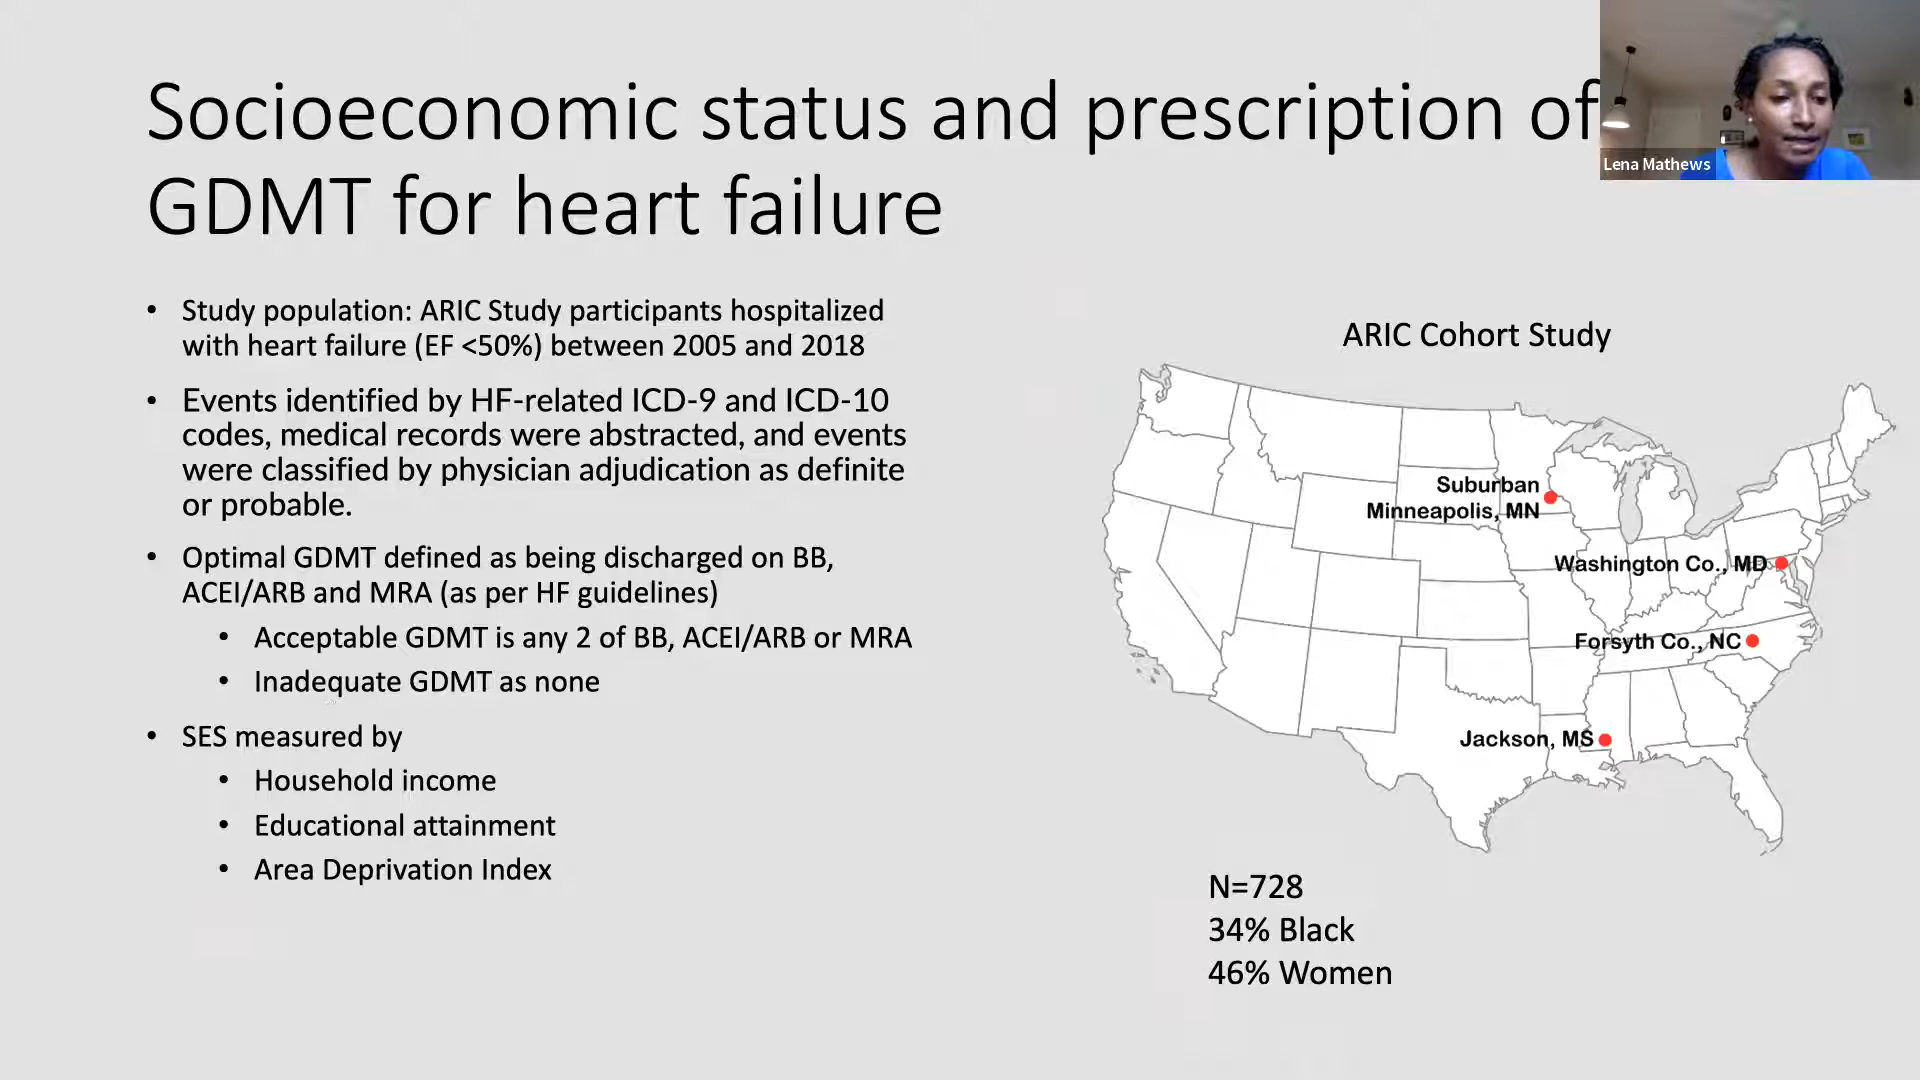 Socioeconomic status and prescription of
GDMT for heart failure
Lena Mathews
• Study population: ARIC Study participants hospitalized
with heart failure (EF <50%) between 2005 and 2018
• Events identified by HF-related ICD-9 and ICD-10
codes, medical records were abstracted, and events
were classified by physician adjudication as definite
or probable.
• Optimal GDMT defined as being discharged on BB,
ACEI/ARB and MRA (as per HF guidelines)
• Acceptable GDMT is any 2 of BB, ACEI/ARB or MRA
• Inadequate GDMT as none
• SES measured by
• Household income
• Educational attainment
• Area Deprivation Index
ARIC Cohort Study
Suburban
Minneapolis, MN
Washington Co., MD
Forsyth Co., NC
Jackson, MS
N=728
34% Black
46% Women